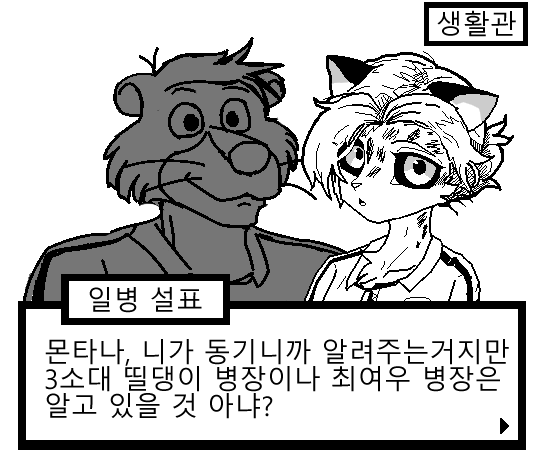 생활관
일병 설표
몬타나, 니가 동기니까 알려주는거지만
3소대 띨댕이 병장이나 최여우 병장은
알고 있을 것 아냐?